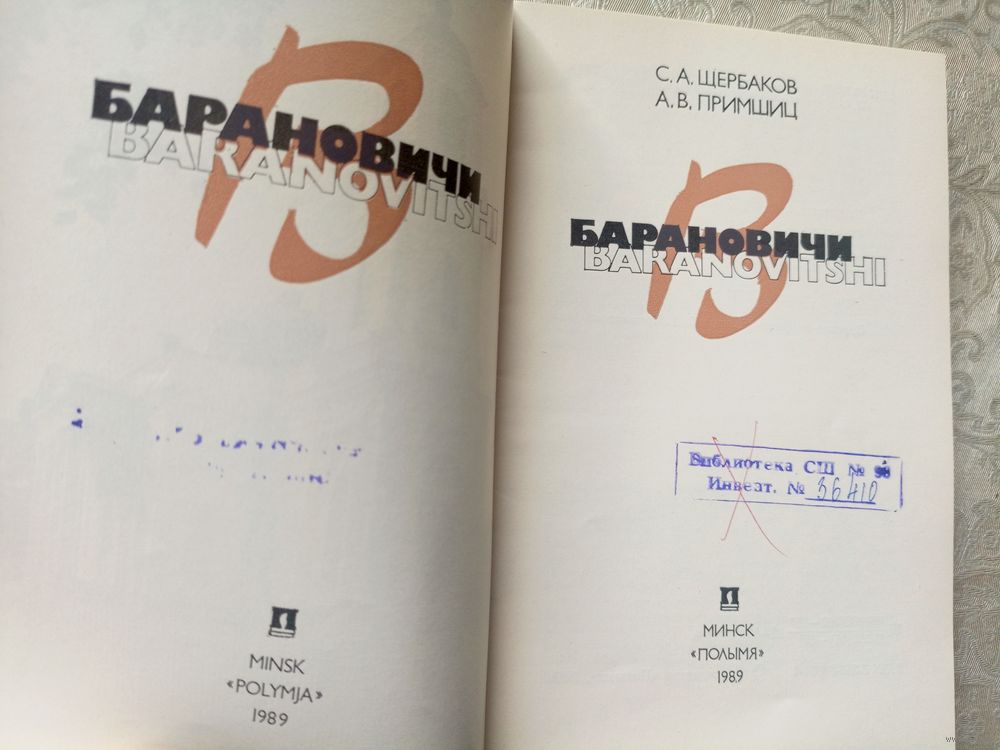 БАРАНОВИЧИ
BARANOVITSHI
MINSK
«POLYMJA»
1989
С. А. ЩЕРБАКОВ
А. В. ПРИМШИЦ
БАРАНОВИЧИ
BARANOVITSHI
Библиотека СШ №
Инвент. № 36410
МИНСК
«ПОЛЫМЯ»
1989